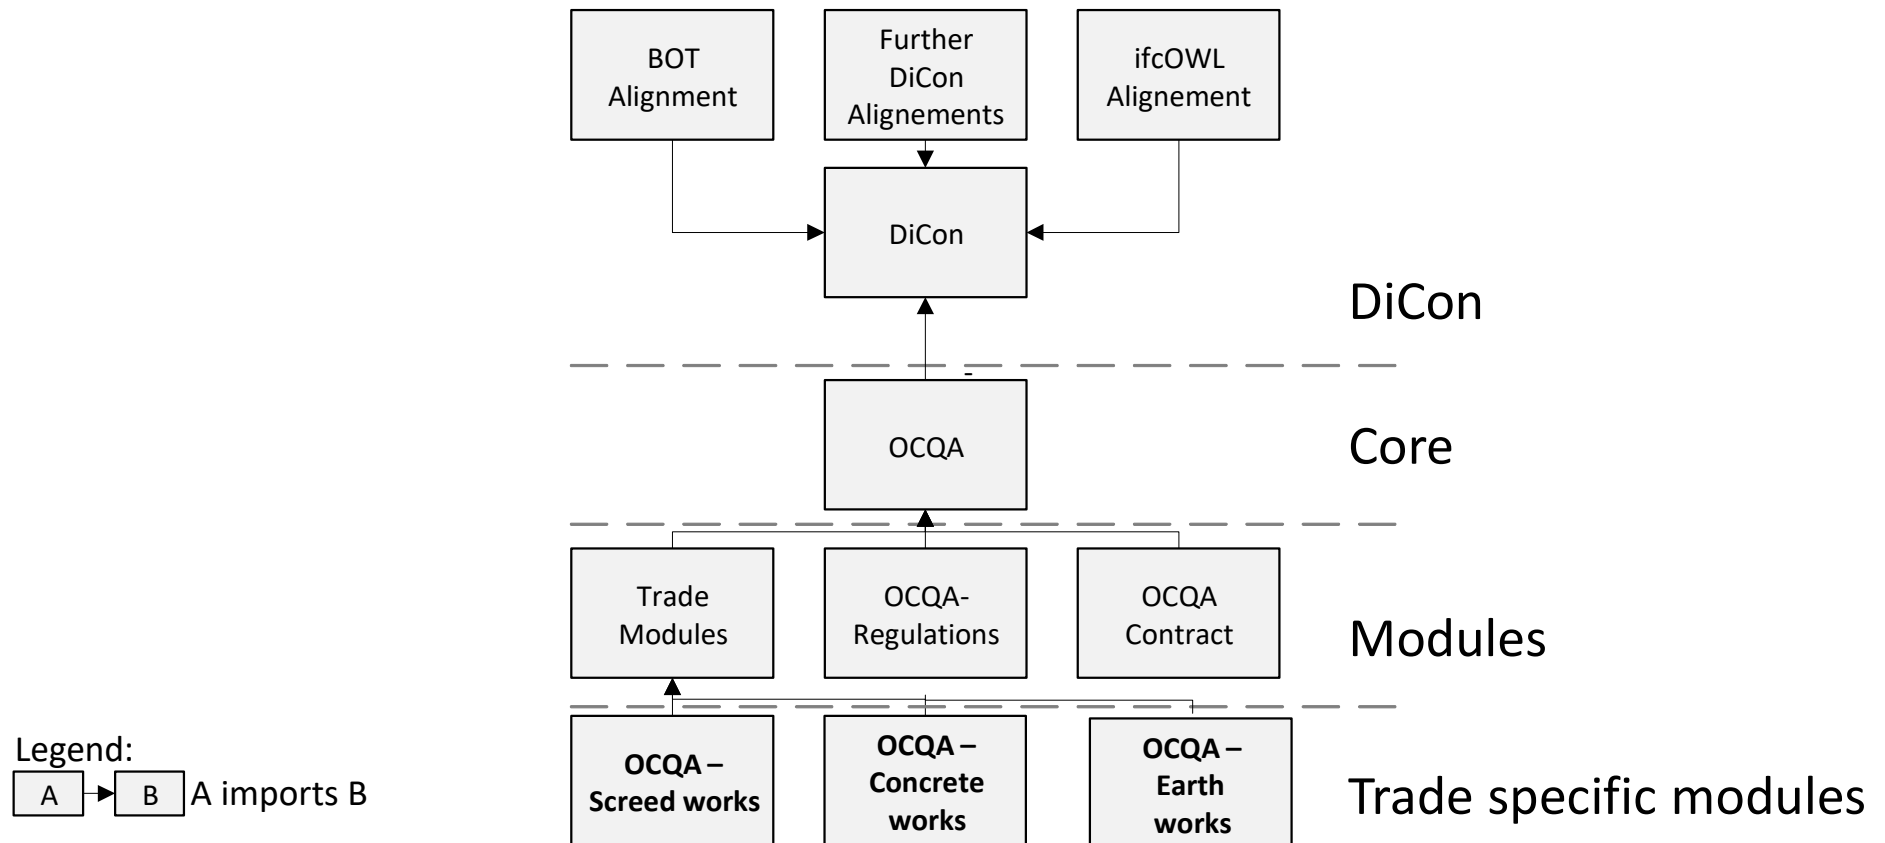 BOT
Alignment
Further
DiCon
Alignements
ifcOWL
Alignement
DiCon
DiCon
-
OCQA
Core
Trade
Modules
OCQA-
Regulations
OCQA
Contract
Modules
OCQA –
Screed works
OCQA –
Concrete
works
OCQA –
Earth
works
Trade specific modules
Legend:
A
B
A imports B